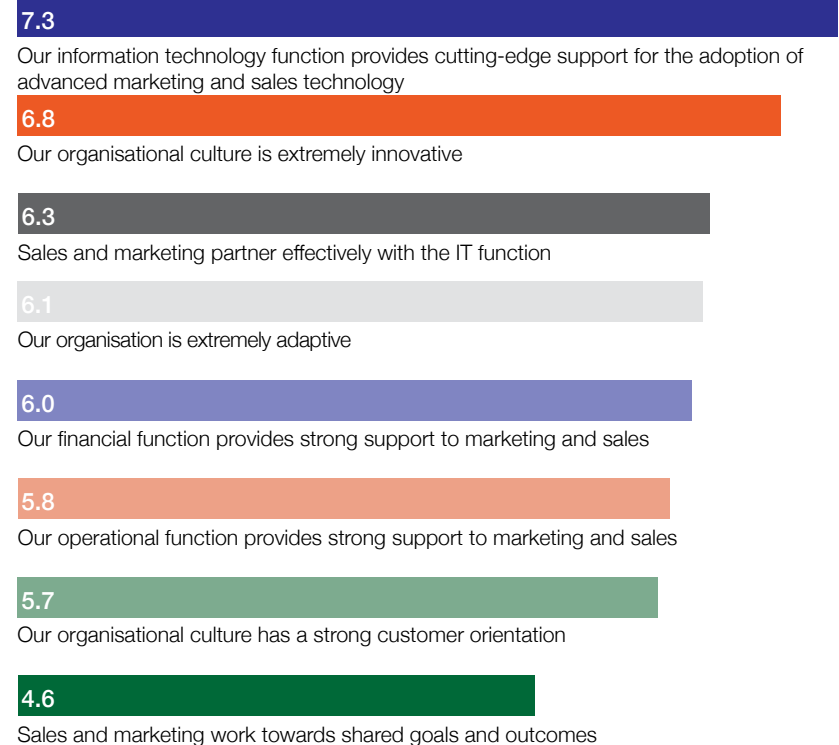 7.3
Our information technology function provides cutting-edge support for the adoption of
advanced marketing and sales technology
6.8
Our organisational culture is extremely innovative
6.3
Sales and marketing partner effectively with the IT function
6.1
Our organisation is extremely adaptive
6.0
Our financial function provides strong support to marketing and sales
5.8
Our operational function provides strong support to marketing and sales
5.7
Our organisational culture has a strong customer orientation
4.6
Sales and marketing work towards shared goals and outcomes